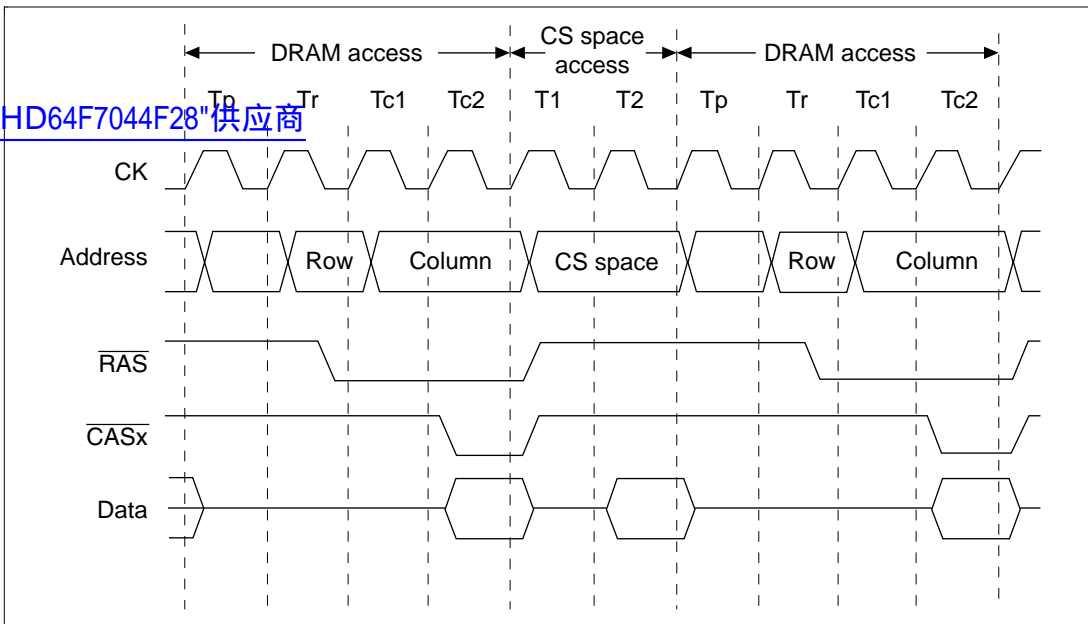 DRAM access CS space access DRAM access
Tp Tr Tc1 Tc2 T1 T2 Tp Tr Tc1 Tc2
HD64F7044F28"供应商
CK
Address Row Column CS space Row Column
RAS
CASx
Data